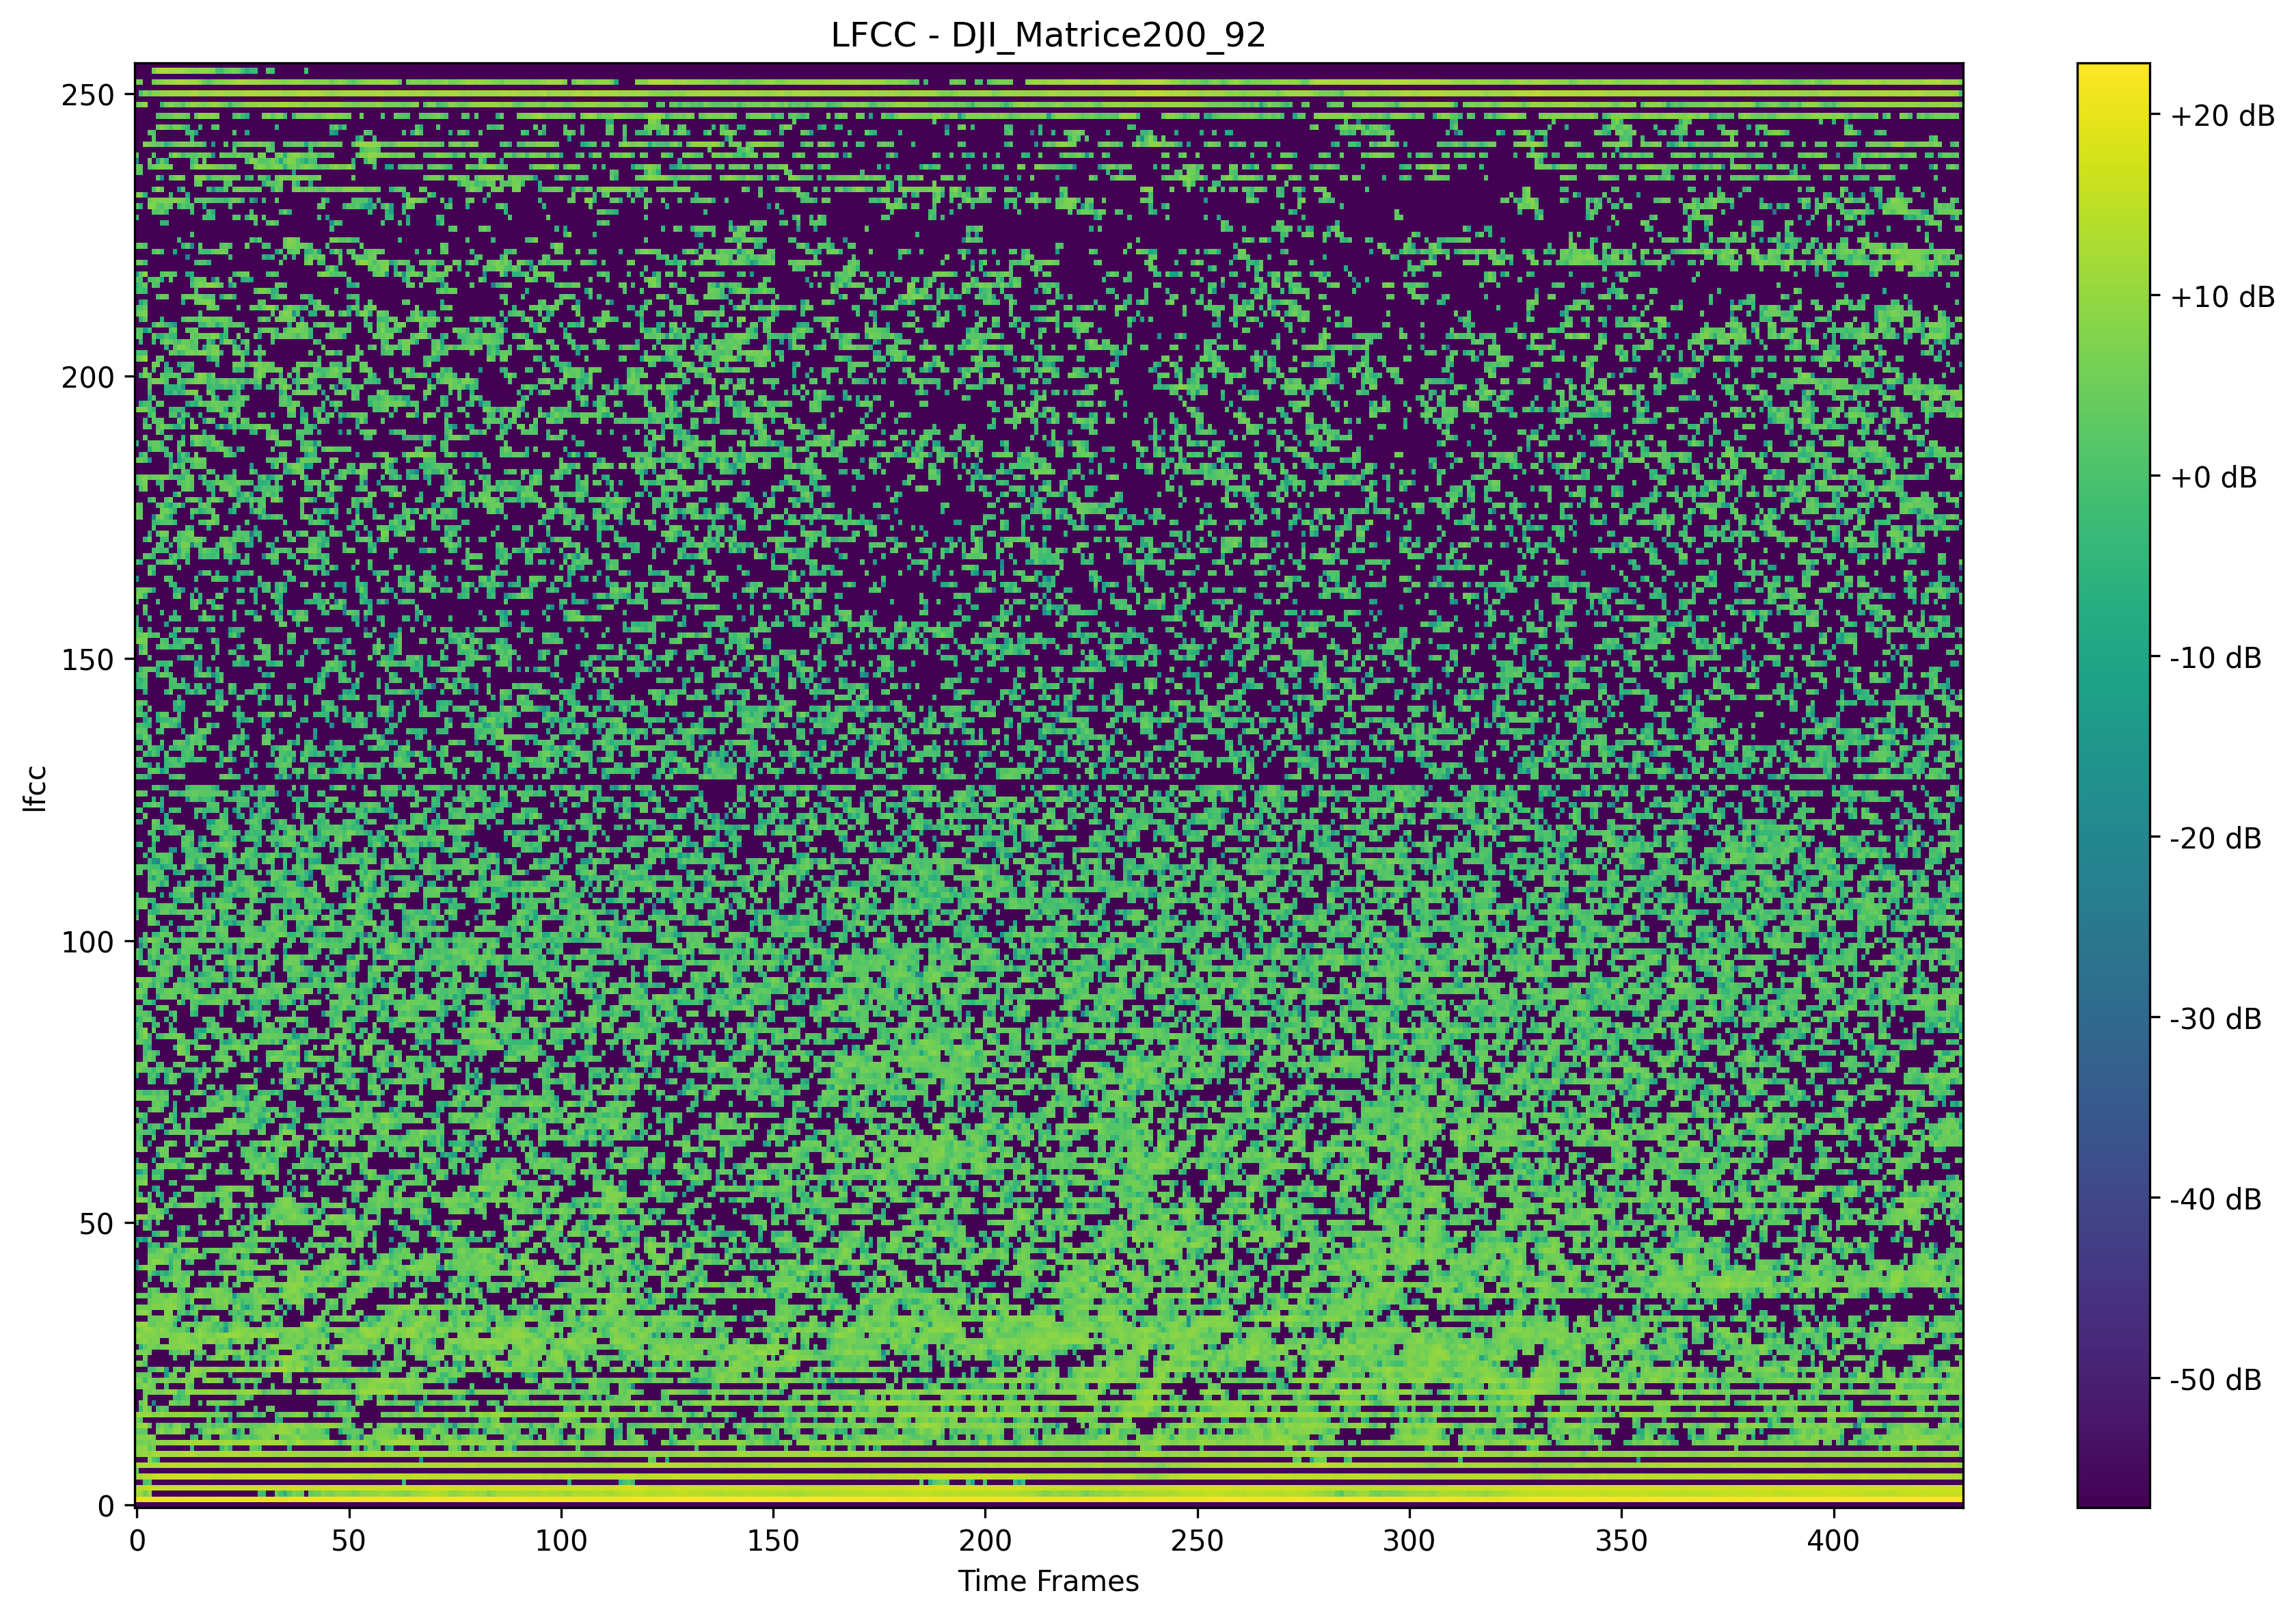 LFCC - DJI_Matrice200_92
250
200
150
100
50
0
lfcc
0 50 100 150 200 250 300 350 400
Time Frames
+20 dB
+10 dB
+0 dB
-10 dB
-20 dB
-30 dB
-40 dB
-50 dB